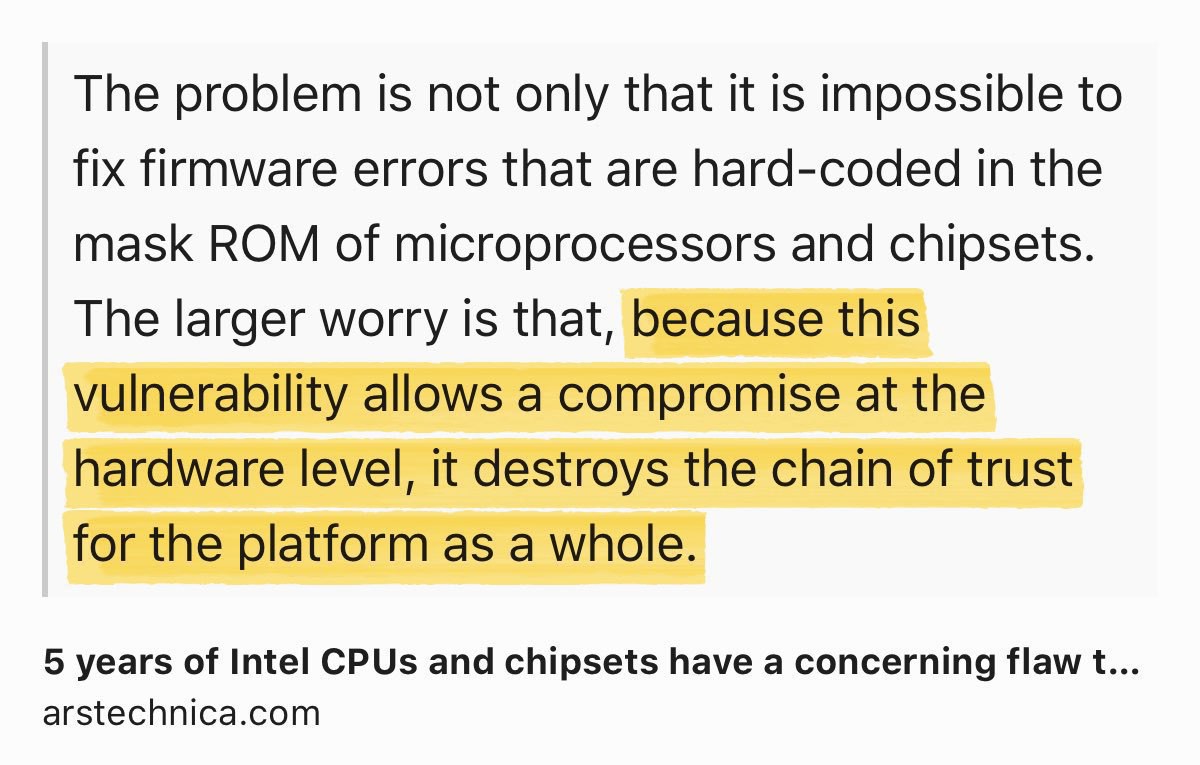 The problem is not only that it is impossible to
fix firmware errors that are hard-coded in the
mask ROM of microprocessors and chipsets.
The larger worry is that, because this
vulnerability allows a compromise at the
hardware level, it destroys the chain of trust
for the platform as a whole.
5 years of Intel CPUs and chipsets have a concerning flaw t...
arstechnica.com